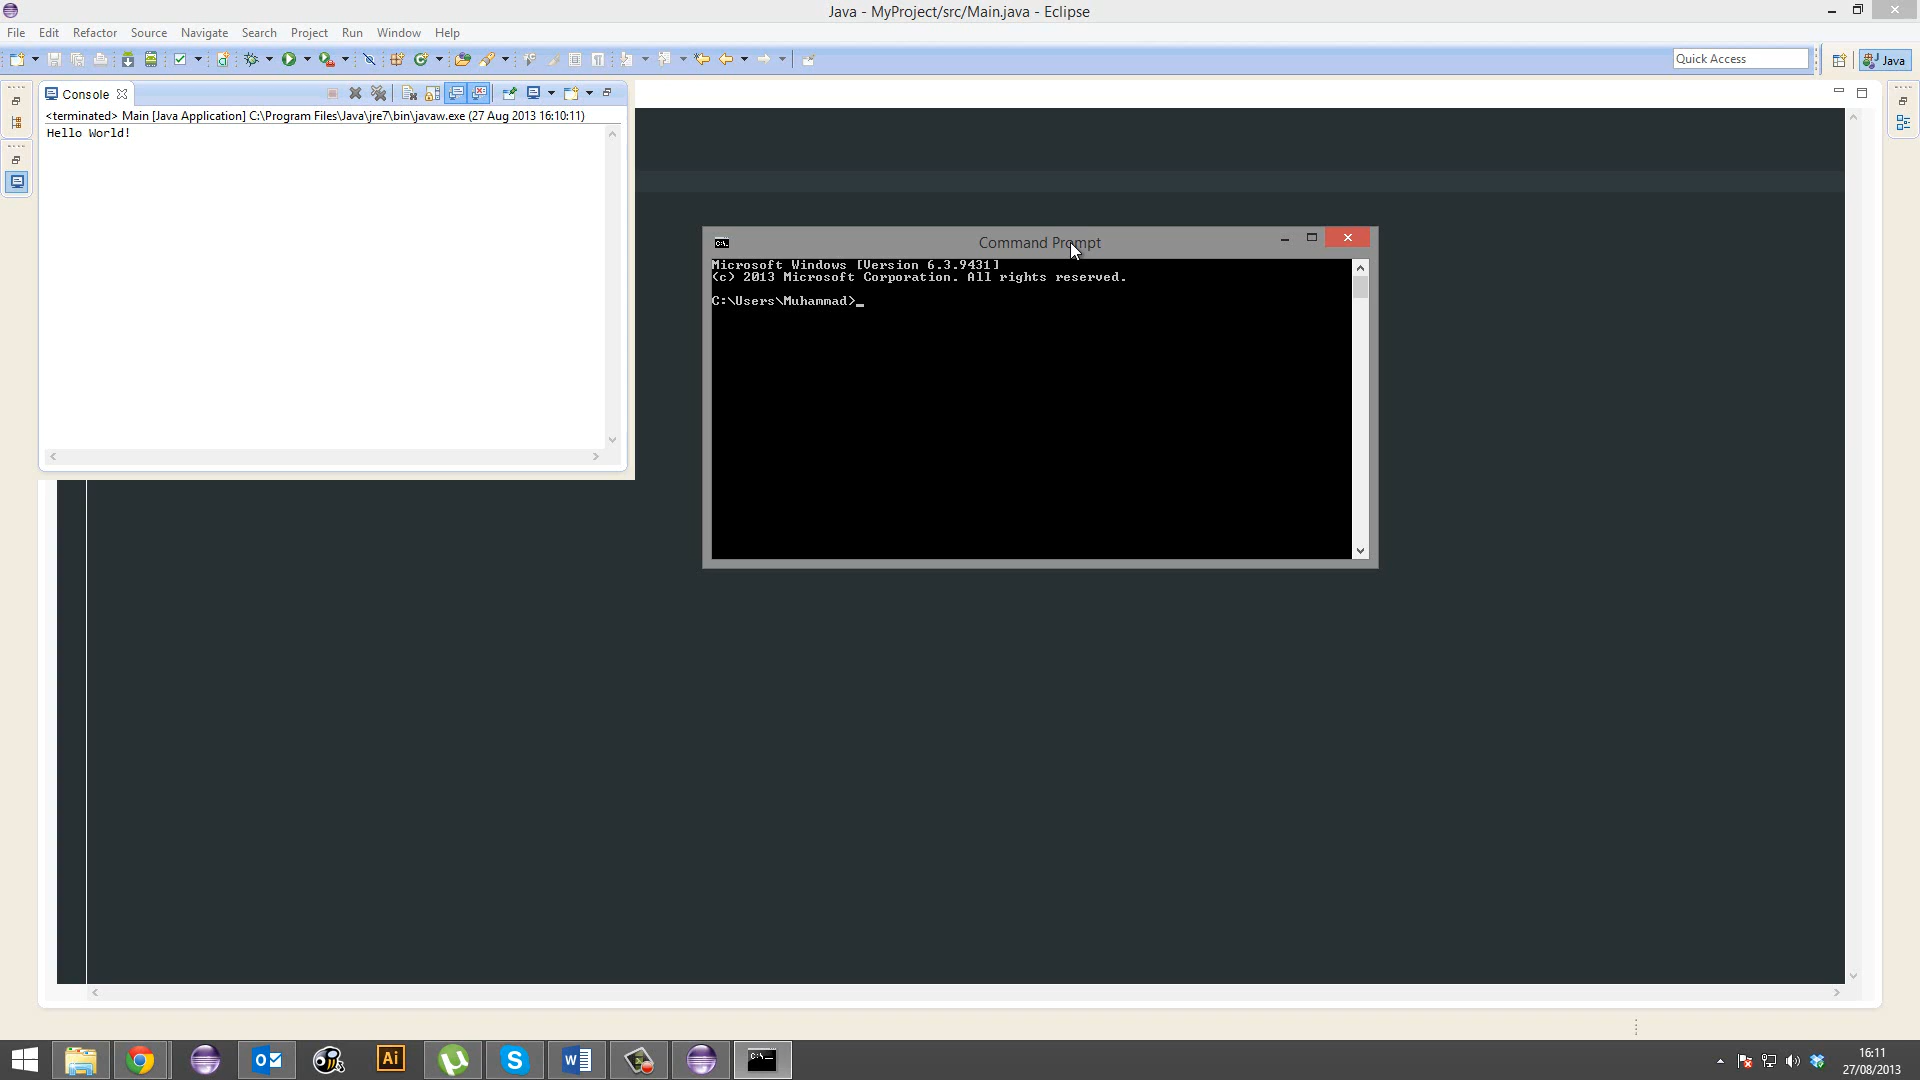 Java - MyProject/src/Main.java - Eclipse
File Edit Refactor Source Navigate Search Project Run Window Help
Quick Access
Java
Console
<terminated> Main [Java Application] C:\Program Files\Java\jre7\bin\javaw.exe (27 Aug 2013 16:10:11)
Hello World!
Command Prompt
Microsoft Windows [Version 6.3.9431]
(c) 2013 Microsoft Corporation. All rights reserved.
C:\Users\Muhammad>_
Ai
16:11
27/08/2013